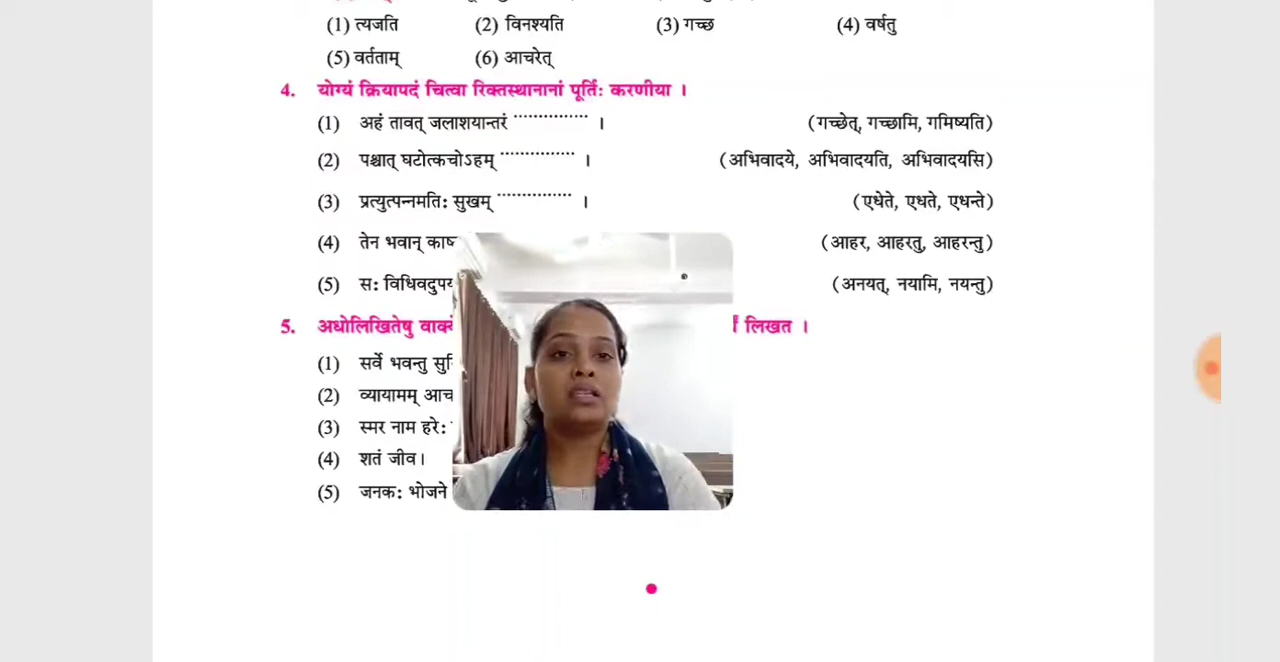 (1) त्यजति (2) विनश्यति (3) गच्छ (4) वर्षतु
(5) वर्तताम् (6) आचरेत्
4. योग्यं क्रियापदं चित्वा रिक्तस्थानानां पूर्तिः करणीया ।
(1) अहं तावत् जलाशयान्तरं ............... । (गच्छेत्, गच्छामि, गमिष्यति)
(2) पश्चात् घटोत्कचोऽहम् ............... । (अभिवादये, अभिवादयति, अभिवादयसि)
(3) प्रत्युत्पन्नमतिः सुखम् ............... । (एधेते, एधते, एधन्ते)
(4) तेन भवान् (आहर, आहरतु, आहरन्तु)
(5) सः (अनयत्, नयामि, नयन्तु)
5. अधोलिखितेषु लिखत ।
(1) सर्वे भवन्तु
(2) व्यायामम्
(3) स्मर नाम हरेः
(4) शतं जीव।
(5) जनकः भोजने